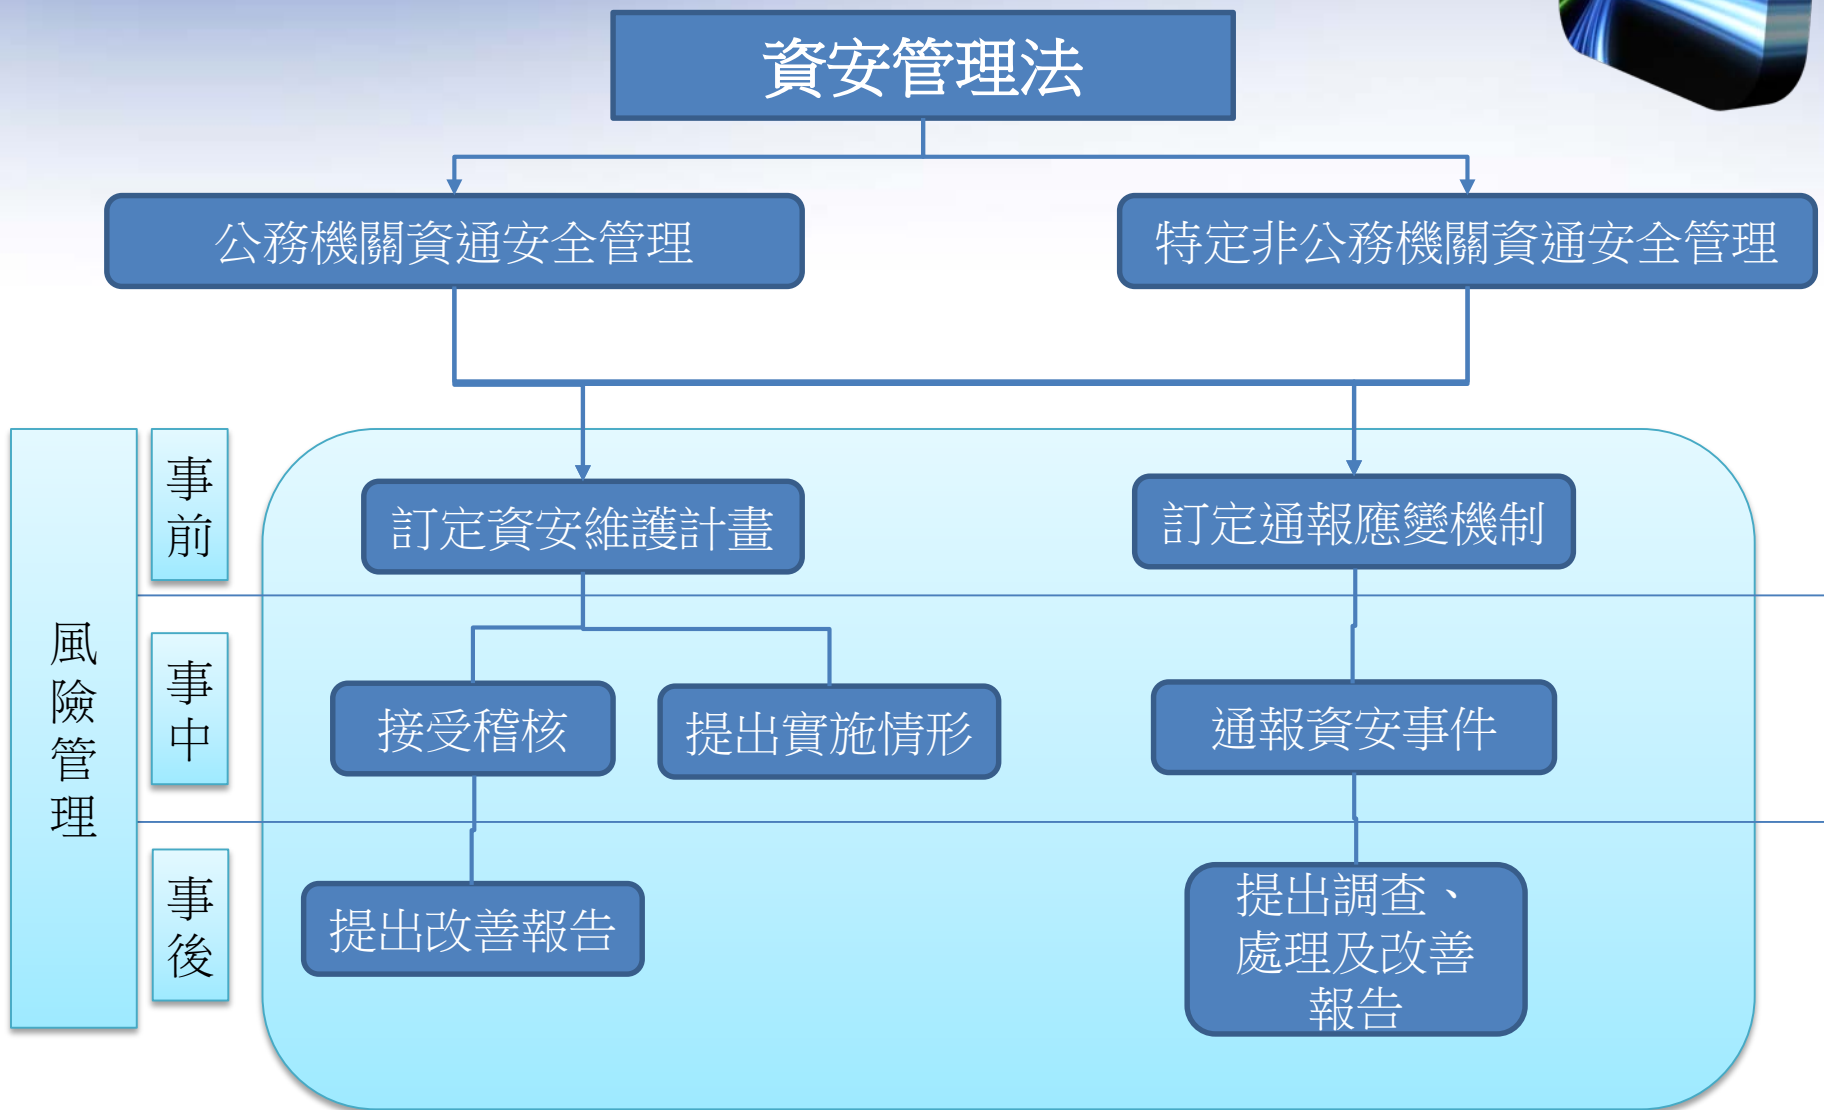 資安管理法
公務機關資通安全管理
特定非公務機關資通安全管理
風險管理
事前
訂定資安維護計畫
訂定通報應變機制
事中
接受稽核
提出實施情形
通報資安事件
事後
提出改善報告
提出調查、
處理及改善
報告